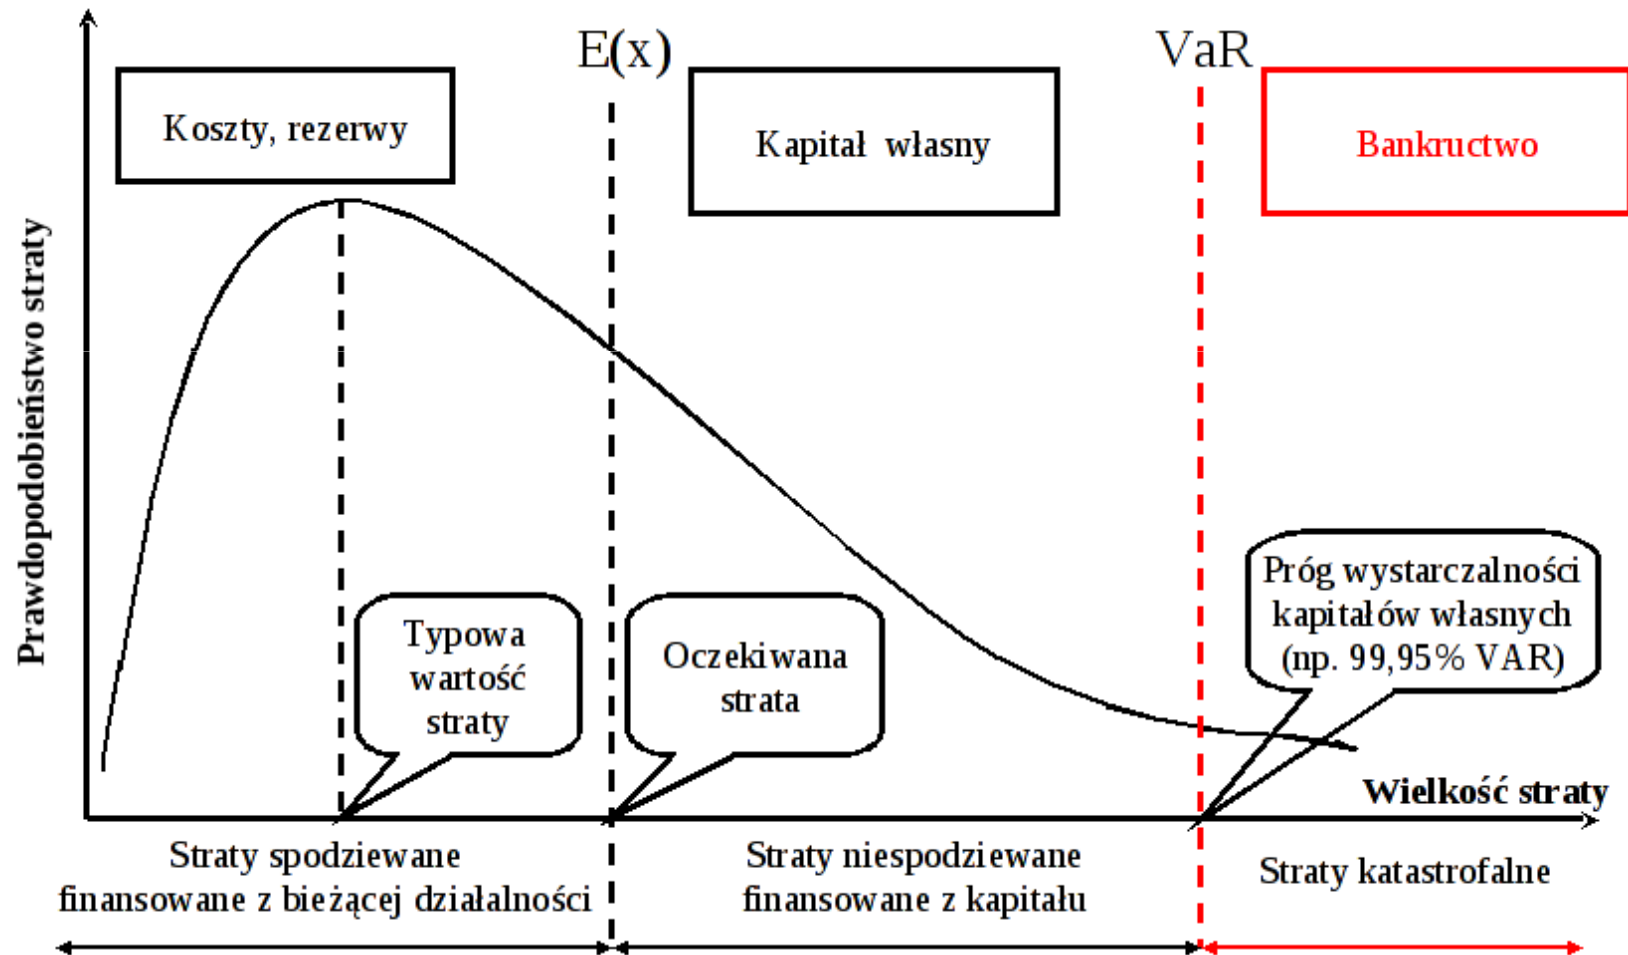 E(x)
VaR
Koszty, rezerwy
Kapitał własny
Bankructwo
Prawdopodobieństwo straty
Typowa
wartość
straty
Oczekiwana
strata
Próg wystarczalności
kapitałów własnych
(np. 99,95% VAR)
Wielkość straty
Straty spodziewane
finansowane z bieżącej działalności
Straty niespodziewane
finansowane z kapitału
Straty katastrofalne